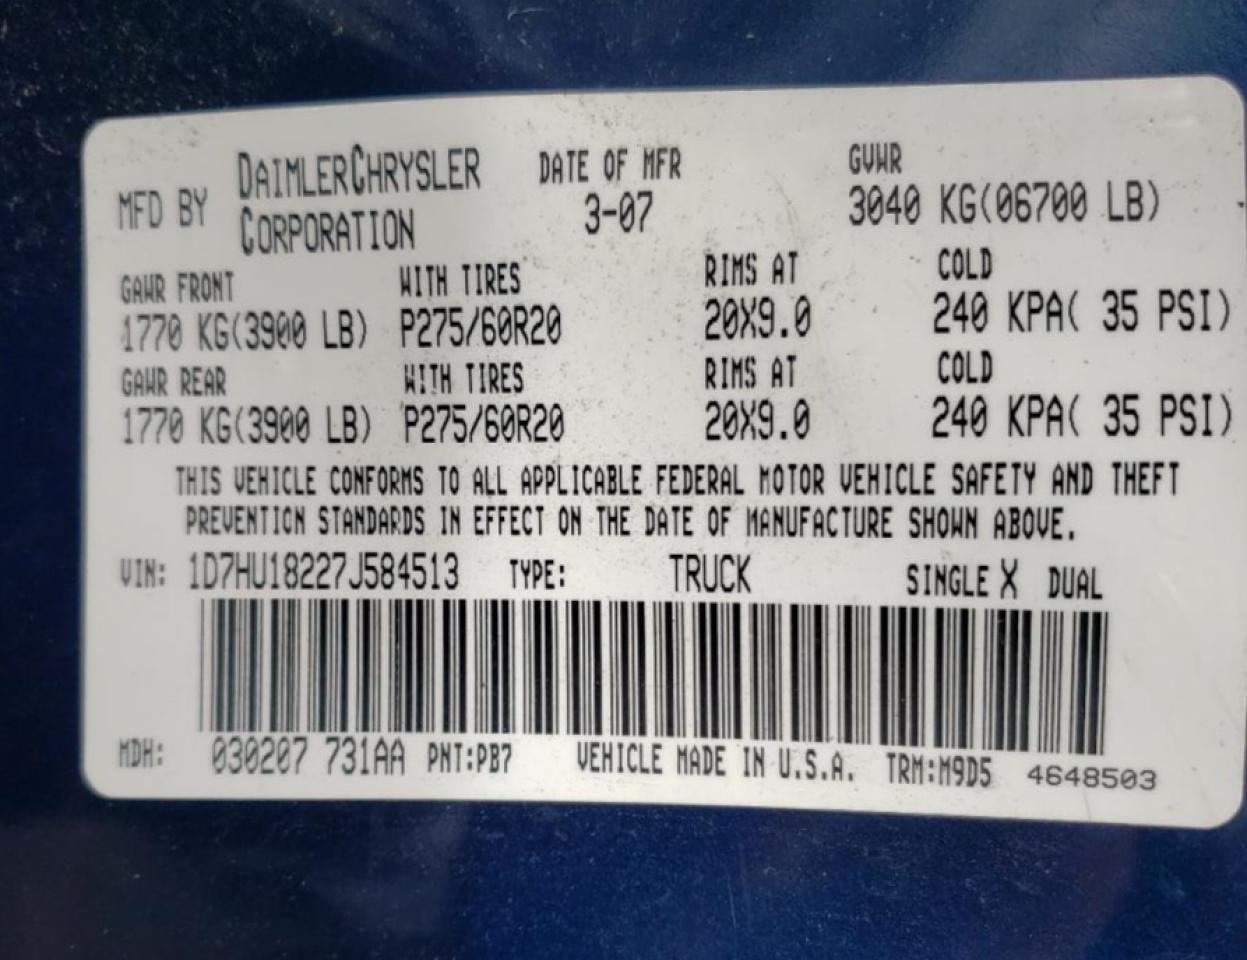 MFD BY DAIMLERCHRYSLER CORPORATION DATE OF MFR 3-07 GVWR 3040 KG(06700 LB)
GAWR FRONT WITH TIRES RIMS AT COLD
1770 KG(3900 LB) P275/60R20 20X9.0 240 KPA( 35 PSI)
GAWR REAR WITH TIRES RIMS AT COLD
1770 KG(3900 LB) P275/60R20 20X9.0 240 KPA( 35 PSI)
THIS VEHICLE CONFORMS TO ALL APPLICABLE FEDERAL MOTOR VEHICLE SAFETY AND THEFT
PREVENTION STANDARDS IN EFFECT ON THE DATE OF MANUFACTURE SHOWN ABOVE.
VIN: 1D7HU18227J584513 TYPE: TRUCK SINGLE X DUAL
MDH: 030207 731AA PNT:PB7 VEHICLE MADE IN U.S.A. TRM:M9D5 4648503